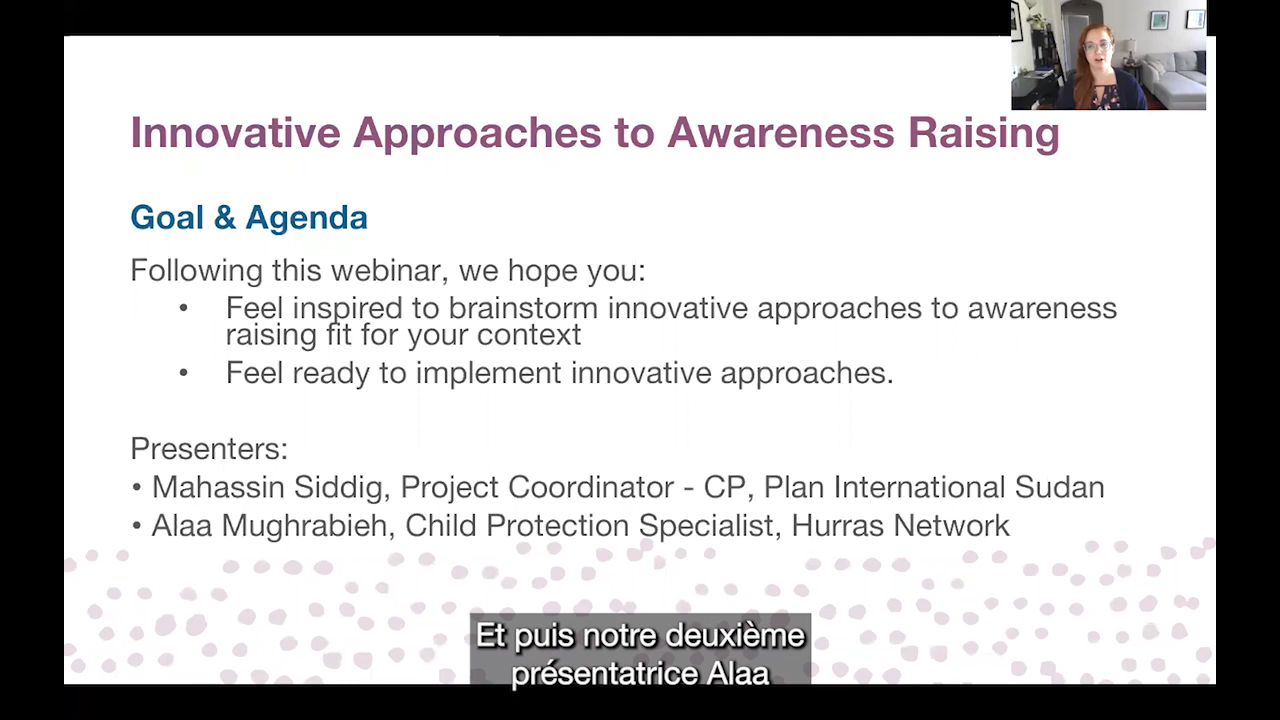 Innovative Approaches to Awareness Raising
Goal & Agenda
Following this webinar, we hope you:
• Feel inspired to brainstorm innovative approaches to awareness
raising fit for your context
• Feel ready to implement innovative approaches.
Presenters:
• Mahassin Siddig, Project Coordinator - CP, Plan International Sudan
• Alaa Mughrabieh, Child Protection Specialist, Hurras Network
Et puis notre deuxième
présentatrice Alaa